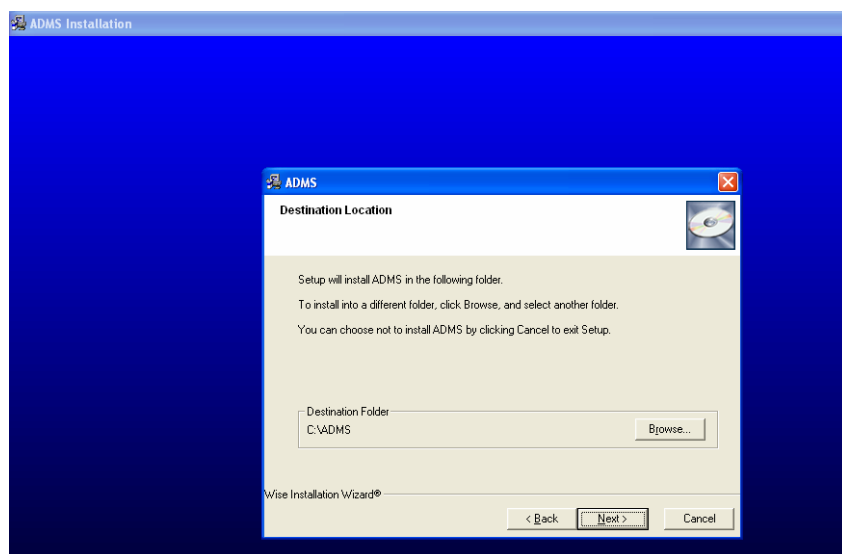 ADMS Installation
ADMS
Destination Location
Setup will install ADMS in the following folder.
To install into a different folder, click Browse, and select another folder.
You can choose not to install ADMS by clicking Cancel to exit Setup.
Destination Folder
C:\ADMS
Browse...
Wise Installation Wizard®
< Back
Next >
Cancel